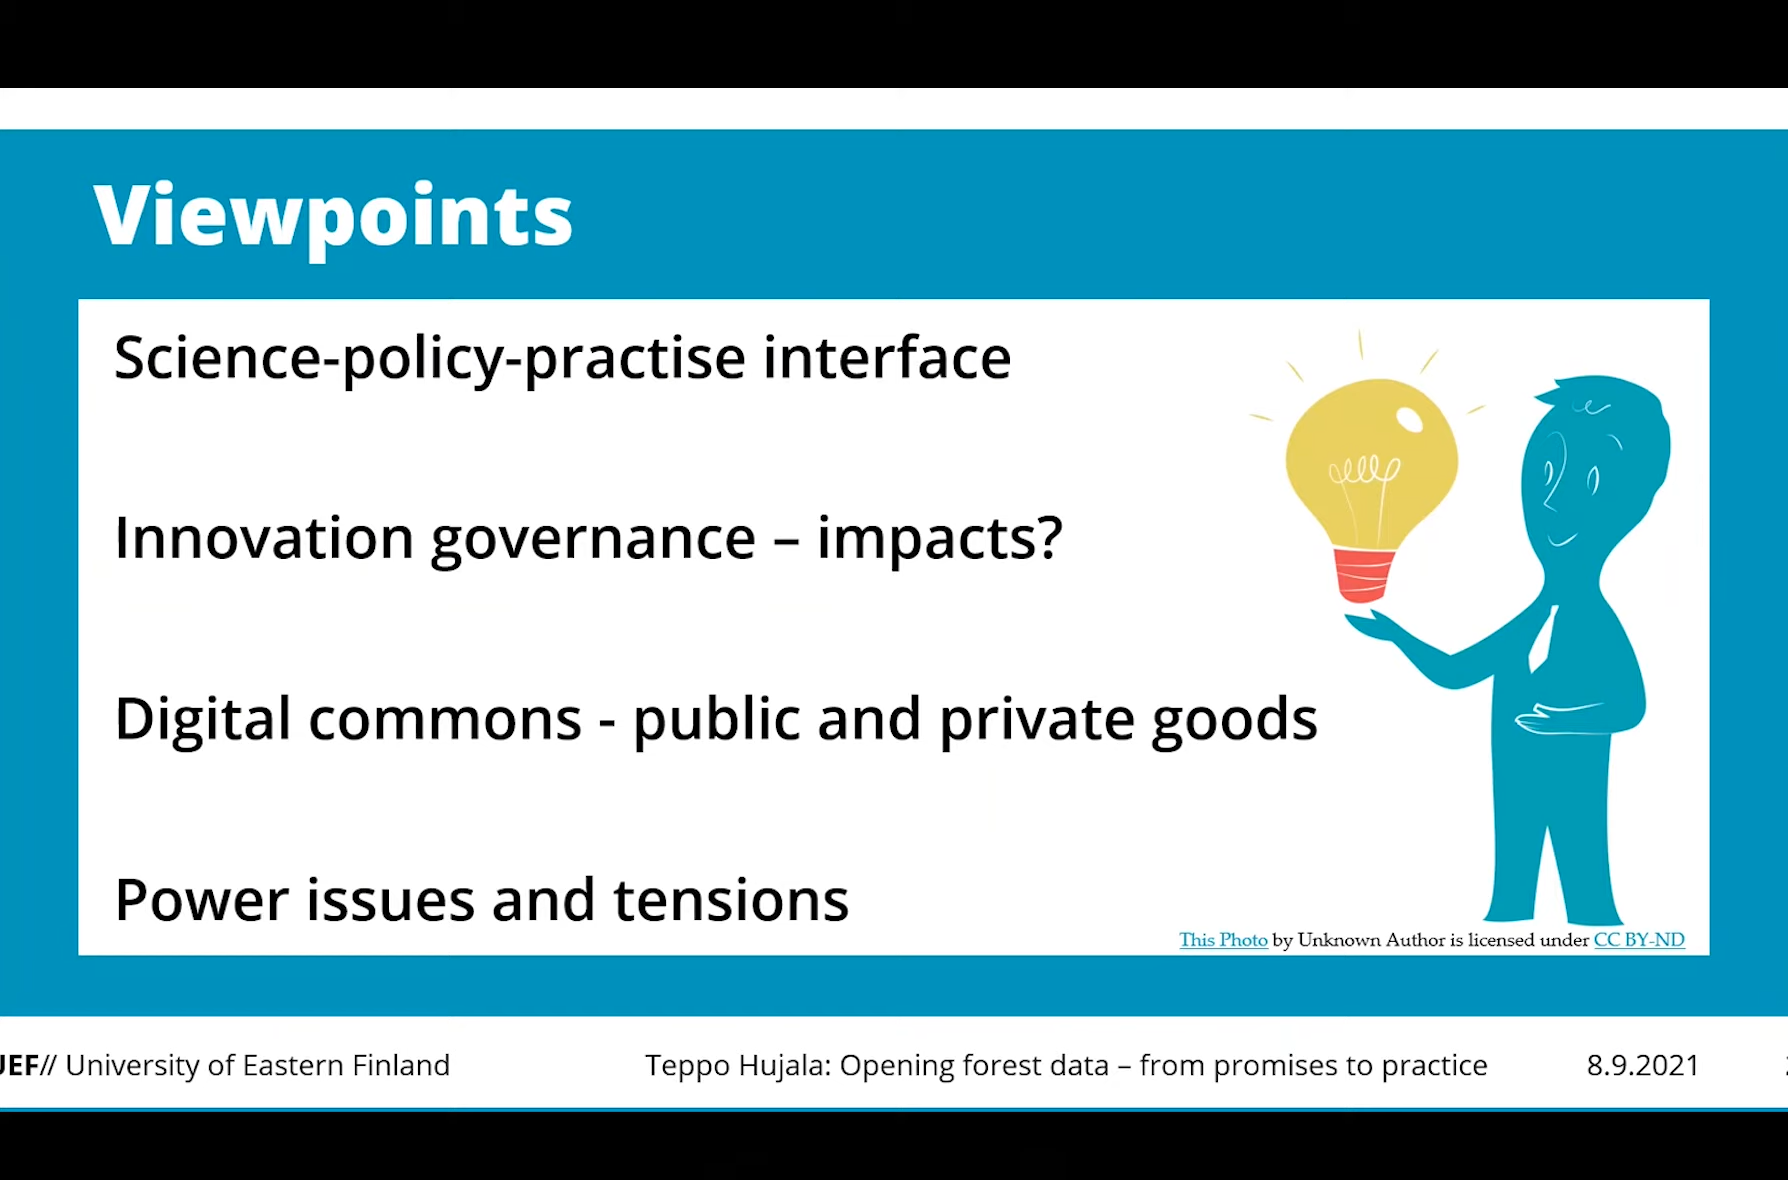 Viewpoints
Science-policy-practise interface
Innovation governance – impacts?
Digital commons - public and private goods
Power issues and tensions
This Photo by Unknown Author is licensed under CC BY-ND
UEF// University of Eastern Finland
Teppo Hujala: Opening forest data – from promises to practice
8.9.2021